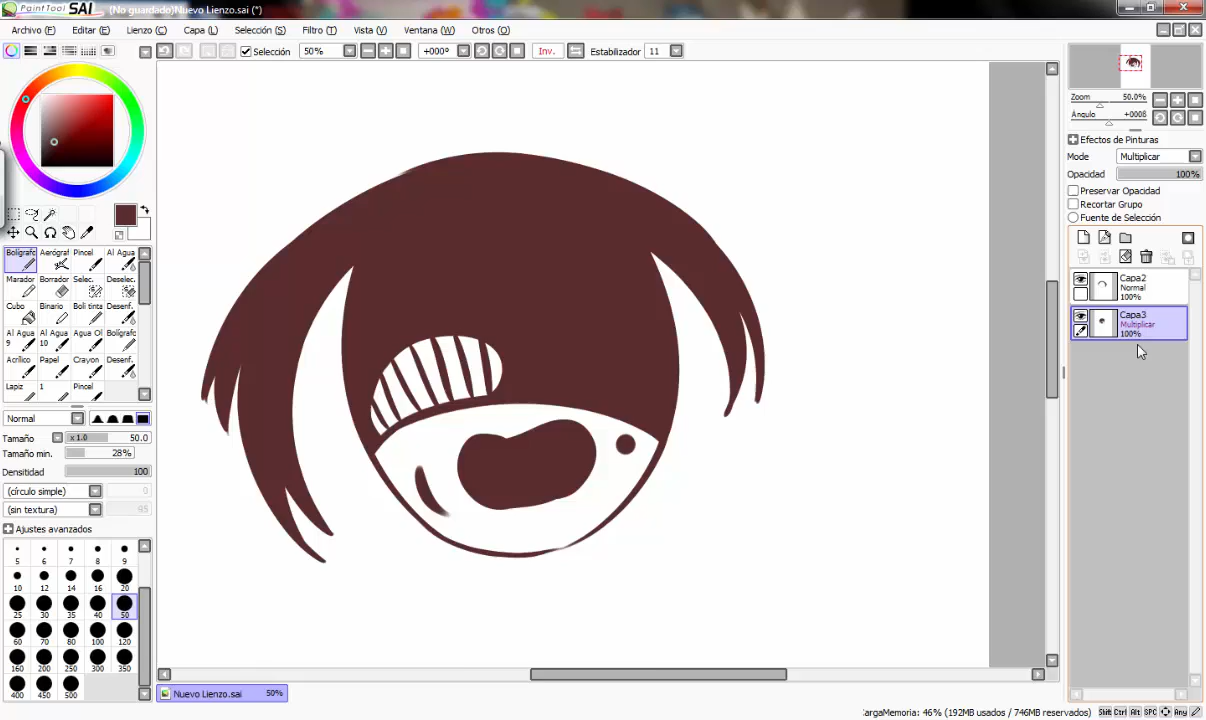 PaintTool SAI (No guardado)Nuevo Lienzo.sai (*)
Archivo (F) Editar (E) Lienzo (C) Capa (L) Selección (S) Filtro (T) Vista (V) Ventana (W) Otros (O)
Selección 50% +000° Inv. Estabilizador 11
Zoom 50.0%
Ángulo +000ß
Efectos de Pinturas
Modo Multiplicar
Opacidad 100%
Preservar Opacidad
Recortar Grupo
Fuente de Selección
Capa2
Normal
100%
Capa3
Multiplicar
100%
Bolígrafo Aerógraf Pincel Al Agua
Marador Borrador Selec. Deselec.
Cubo Binario Boli tinta Desenf.
Al Agua 9 Al Agua 10 Agua Ol Bolígrafo
Acrílico Papel Crayon Desenf.
Lapiz 1 Pincel
Normal
Tamaño x 1.0 50.0
Tamaño min. 28%
Densitidad 100
(círculo simple) 0
(sin textura) 95
Ajustes avanzados
5 6 7 8 9
10 12 14 16 20
25 30 35 40 50
60 70 80 100 120
160 200 250 300 350
400 450 500
Nuevo Lienzo.sai 50%
CargaMemoria: 46% (192MB usados / 746MB reservados) Shift Ctrl Alt SPC Any